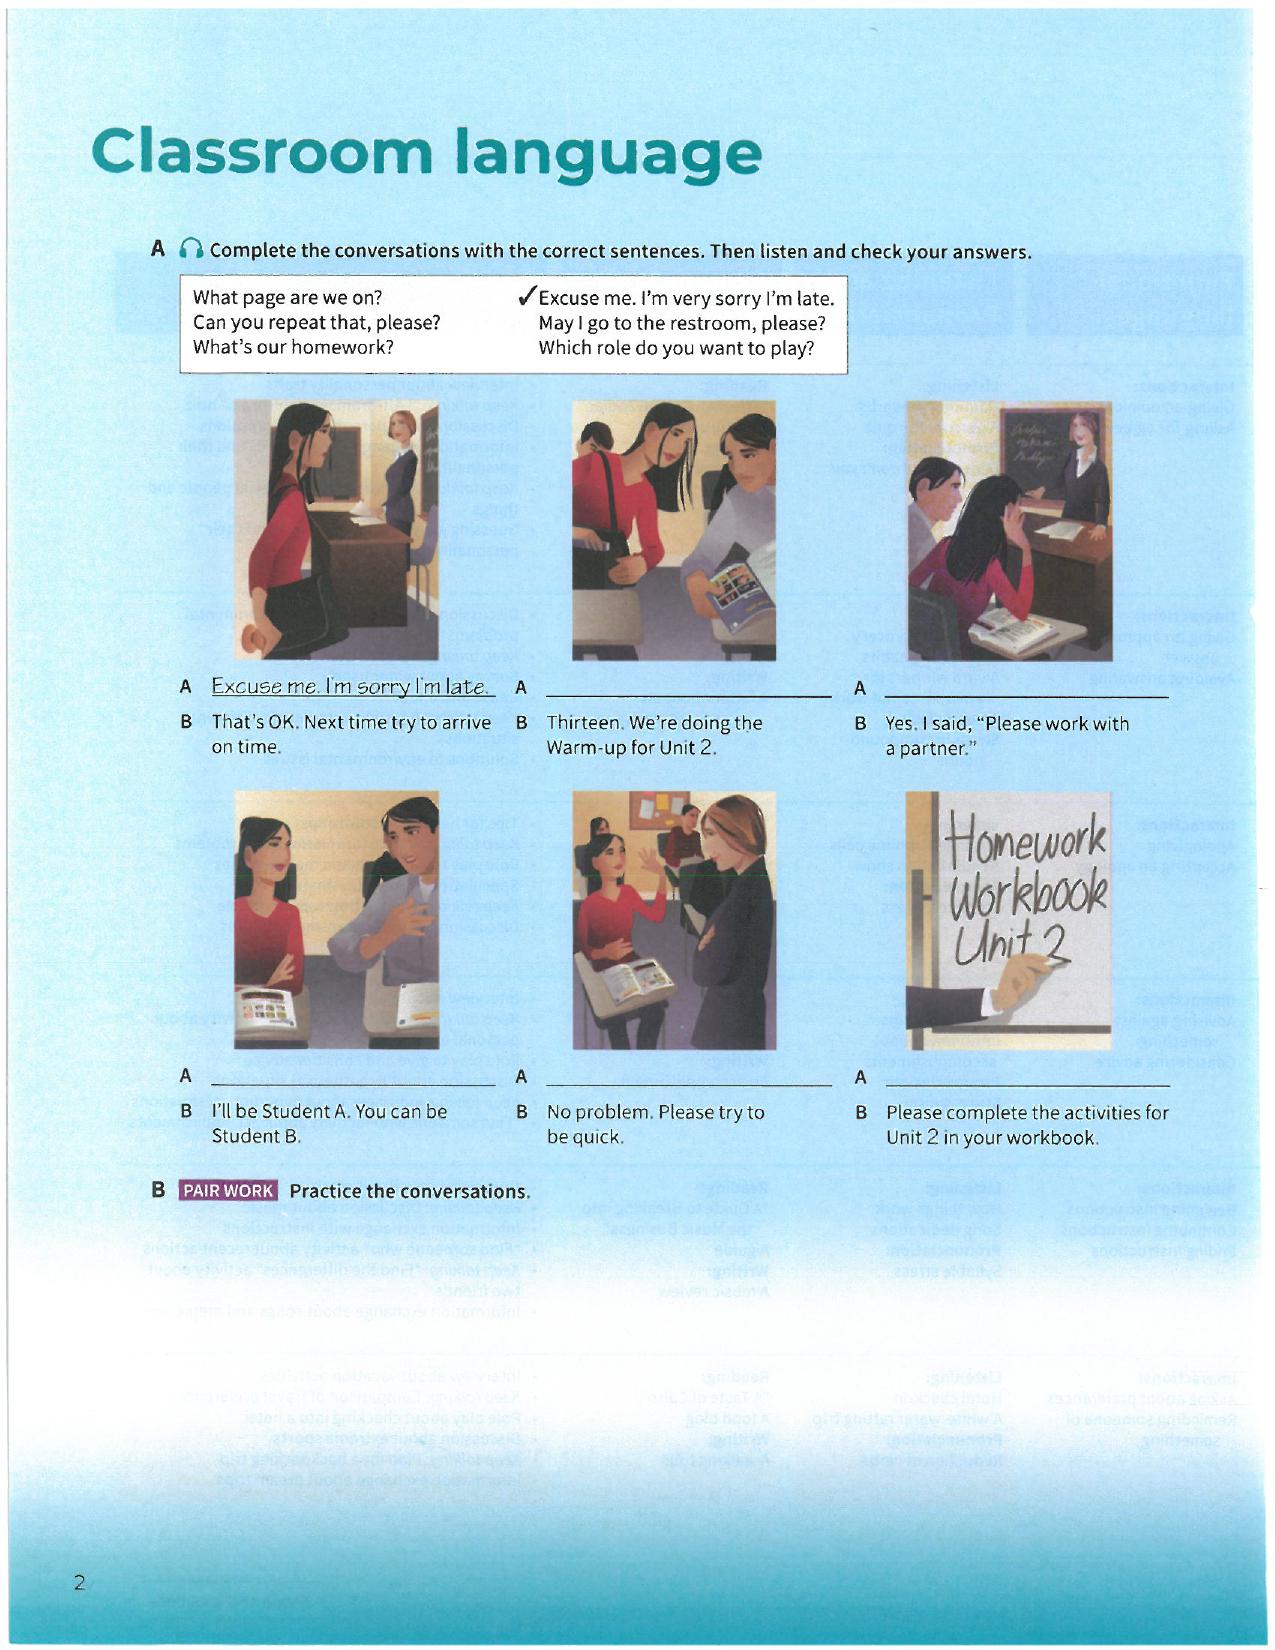 Classroom language
A Complete the conversations with the correct sentences. Then listen and check your answers.
What page are we on?
Can you repeat that, please?
What's our homework?
✓Excuse me. I'm very sorry I'm late.
May I go to the restroom, please?
Which role do you want to play?
A Excuse me. I'm sorry I'm late.
B That's OK. Next time try to arrive
on time.
A
B Thirteen. We're doing the
Warm-up for Unit 2.
A
B Yes. I said, "Please work with
a partner."
Homework
Workbook
Unit 2
A
B I'll be Student A. You can be
Student B.
A
B No problem. Please try to
be quick.
A
B Please complete the activities for
Unit 2 in your workbook.
B PAIR WORK Practice the conversations.
2